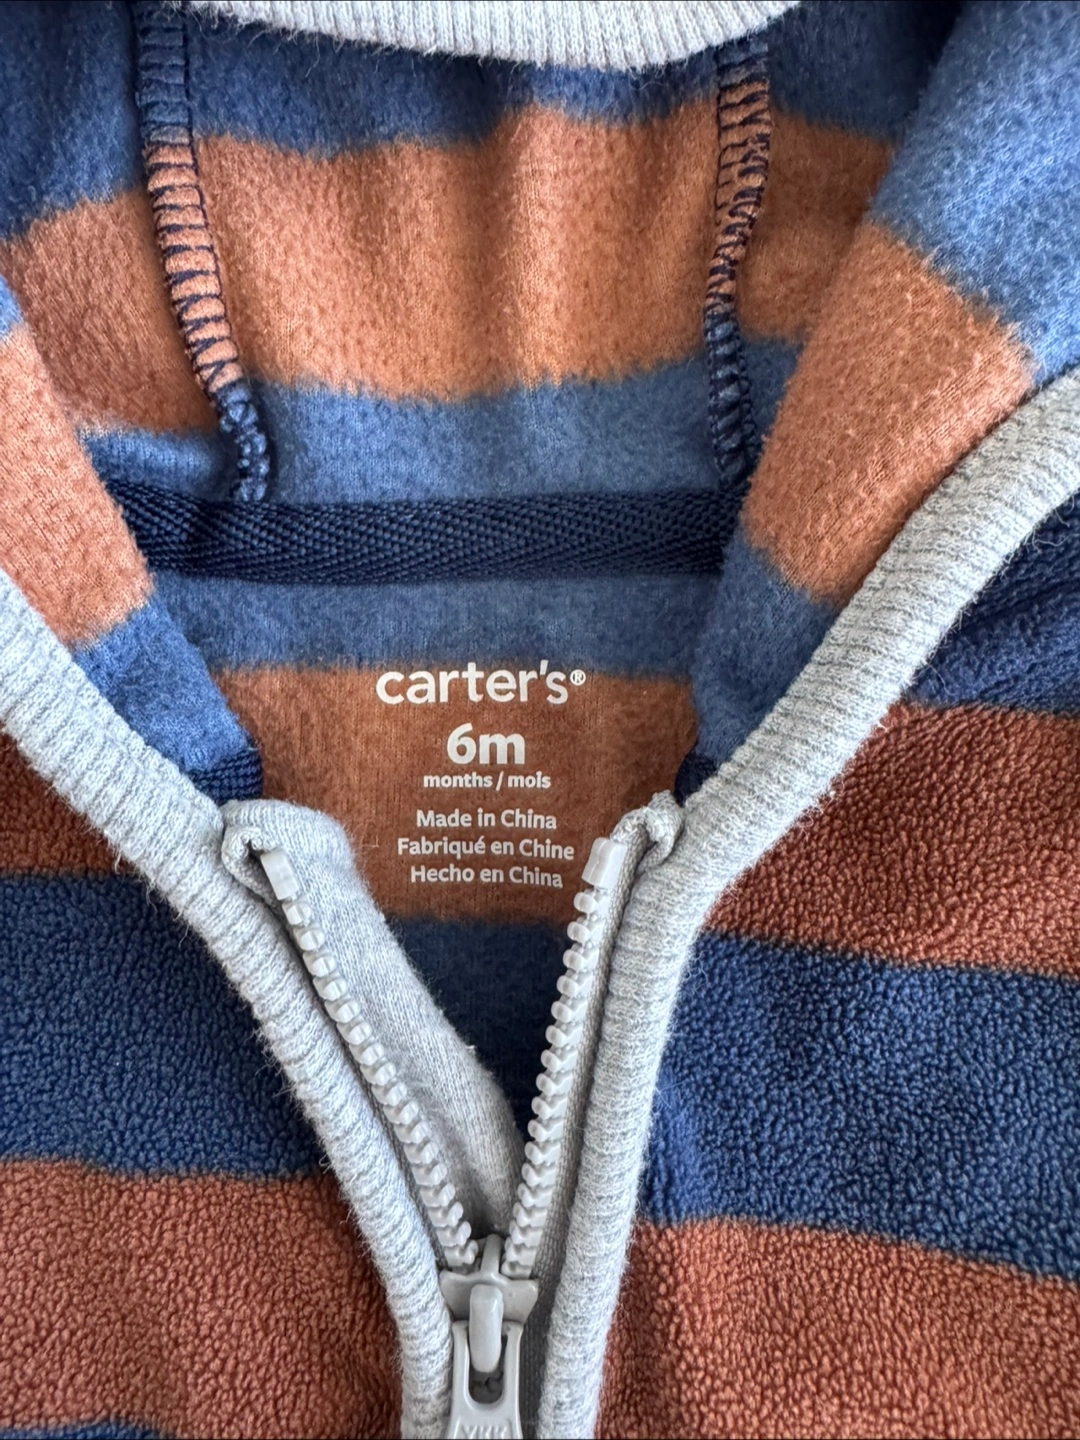 carter's®
6m
months / mois
Made in China
Fabriqué en Chine
Hecho en China